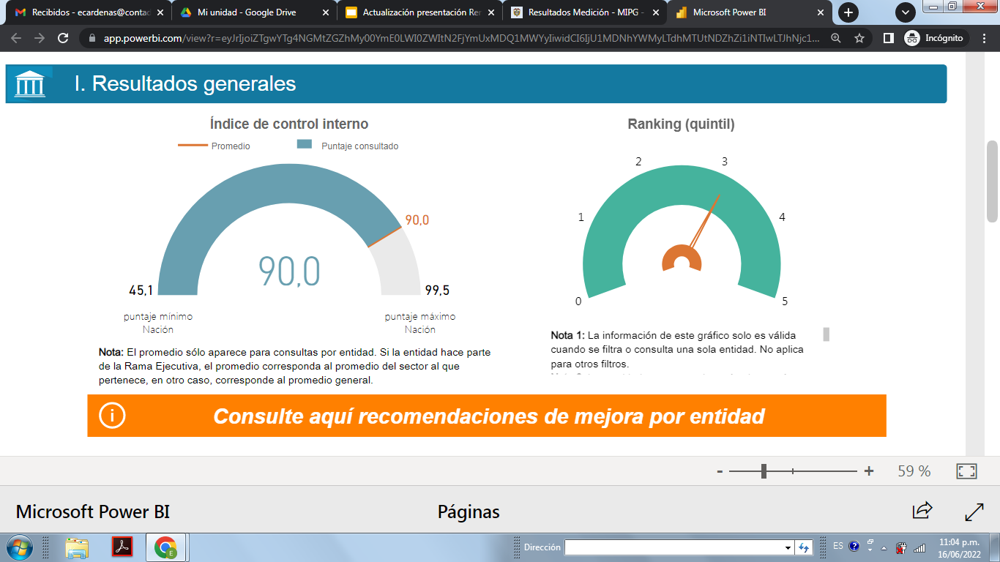 Recibidos - ecardenas@contad
Mi unidad - Google Drive
Actualización presentación Ren
Resultados Medición - MIPG -
Microsoft Power BI
app.powerbi.com
Incógnito
I. Resultados generales
Índice de control interno
Promedio
Puntaje consultado
90,0
90,0
45,1
99,5
puntaje mínimo
Nación
puntaje máximo
Nación
Nota: El promedio sólo aparece para consultas por entidad. Si la entidad hace parte
de la Rama Ejecutiva, el promedio corresponda al promedio del sector al que
pertenece, en otro caso, corresponde al promedio general.
Ranking (quintil)
0
1
2
3
4
5
Nota 1: La información de este gráfico solo es válida
cuando se filtra o consulta una sola entidad. No aplica
para otros filtros.
Consulte aquí recomendaciones de mejora por entidad
- + 59 %
Microsoft Power BI
Páginas
Dirección
ES
11:04 p.m.
16/06/2022